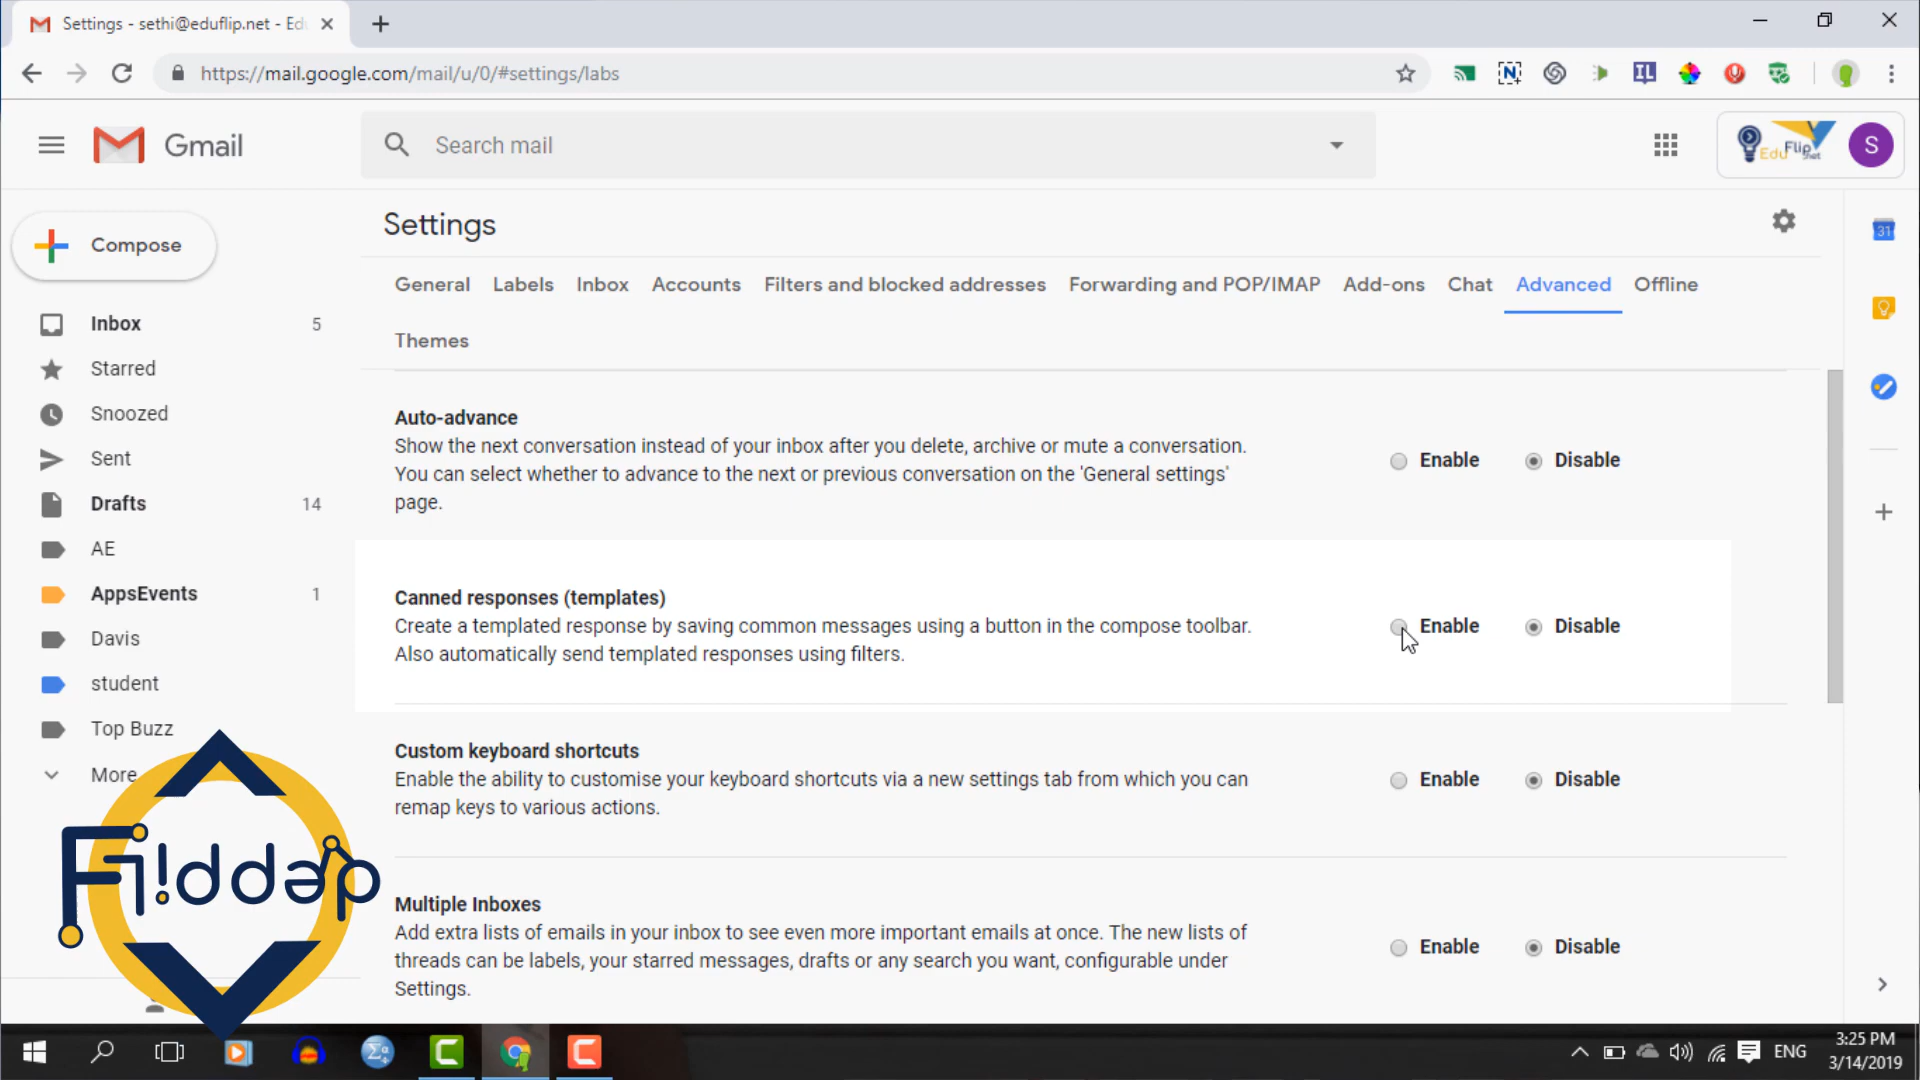 Settings - sethi@eduflip.net - Edu
https://mail.google.com/mail/u/0/#settings/labs
Gmail
Search mail
EduFlip.net
S
Compose
Settings
31
General Labels Inbox Accounts Filters and blocked addresses Forwarding and POP/IMAP Add-ons Chat Advanced Offline
Themes
Inbox 5
Starred
Snoozed
Sent
Drafts 14
AE
AppsEvents 1
Davis
student
Top Buzz
More
Auto-advance
Show the next conversation instead of your inbox after you delete, archive or mute a conversation.
You can select whether to advance to the next or previous conversation on the 'General settings'
page.
Enable Disable
Canned responses (templates)
Create a templated response by saving common messages using a button in the compose toolbar.
Also automatically send templated responses using filters.
Enable Disable
Custom keyboard shortcuts
Enable the ability to customise your keyboard shortcuts via a new settings tab from which you can
remap keys to various actions.
Enable Disable
Multiple Inboxes
Add extra lists of emails in your inbox to see even more important emails at once. The new lists of
threads can be labels, your starred messages, drafts or any search you want, configurable under
Settings.
Enable Disable
ENG
3:25 PM
3/14/2019